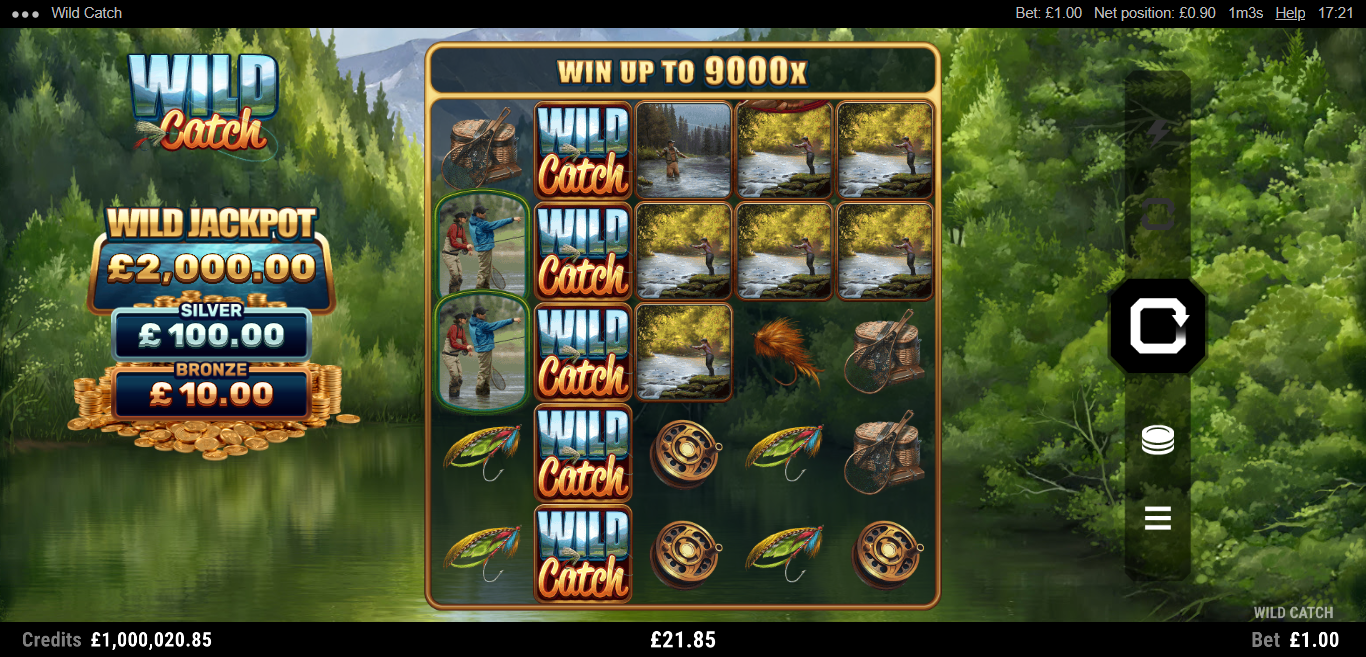 Wild Catch
Bet: £1.00 Net position: £0.90 1m3s Help 17:21
WILD
Catch
WIN UP TO 9000x
WILD
Catch
WILD
Catch
WILD
Catch
WILD
Catch
WILD
Catch
WILD JACKPOT
£2,000.00
SILVER
£100.00
BRONZE
£10.00
WILD CATCH
Credits £1,000,020.85
£21.85
Bet £1.00